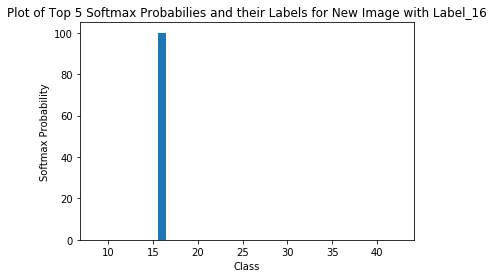 Plot of Top 5 Softmax Probabilies and their Labels for New Image with Label_16
100
80
60
40
20
0
Softmax Probability
10 15 20 25 30 35 40
Class